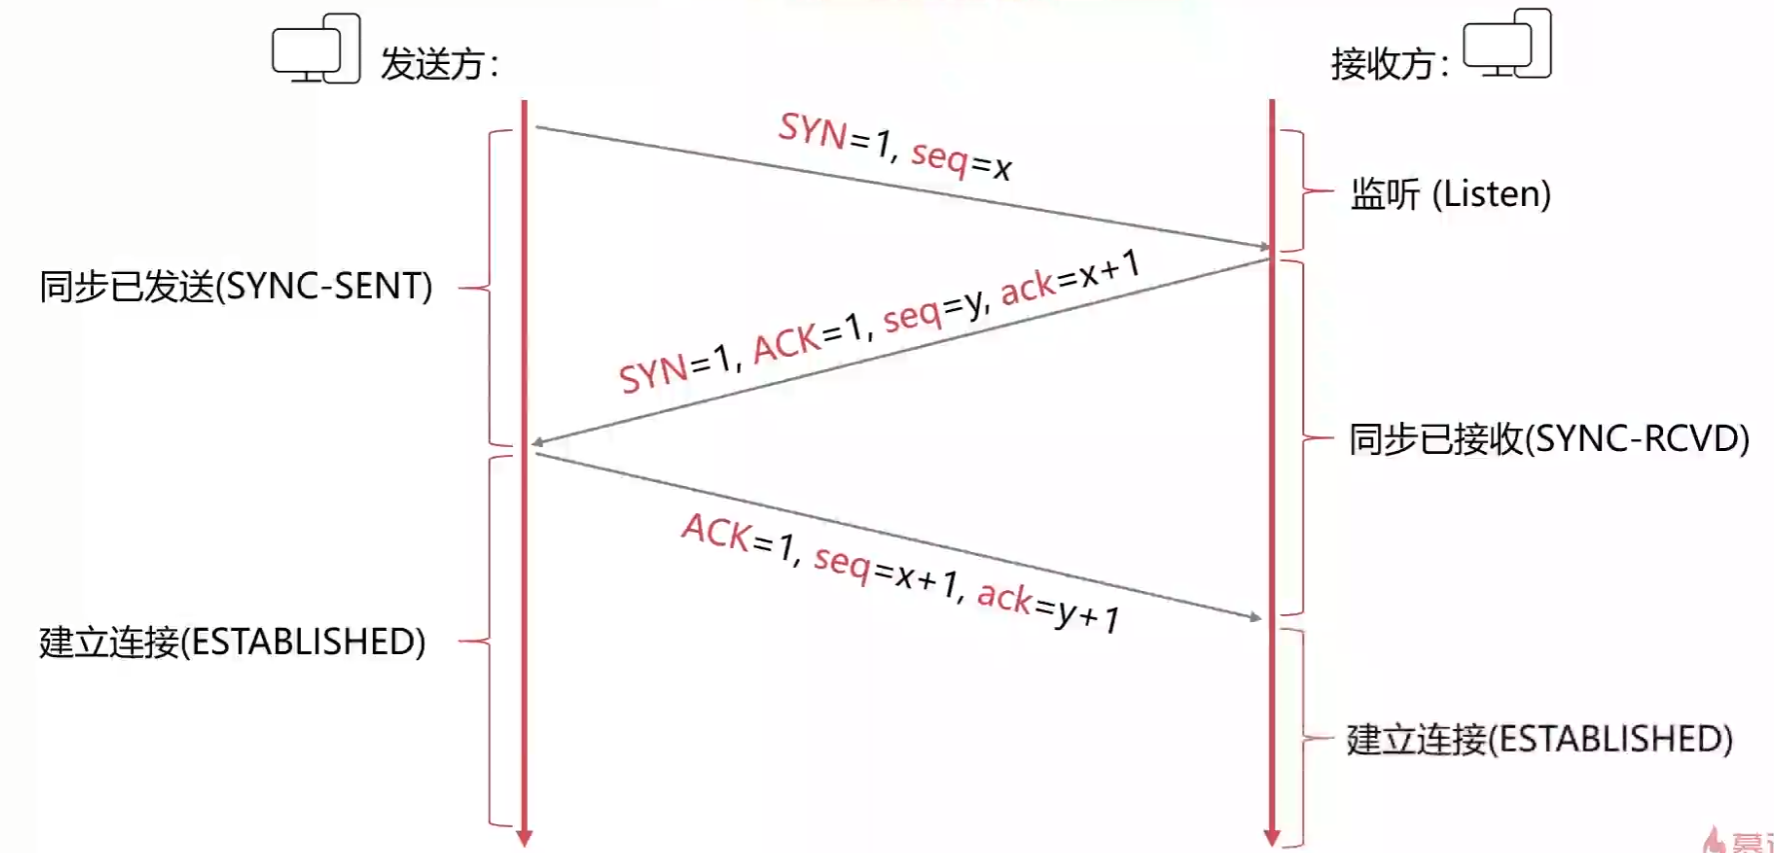 发送方：
接收方：
SYN=1, seq=x
监听 (Listen)
同步已发送(SYNC-SENT)
SYN=1, ACK=1, seq=y, ack=x+1
同步已接收(SYNC-RCVD)
ACK=1, seq=x+1, ack=y+1
建立连接(ESTABLISHED)
建立连接(ESTABLISHED)